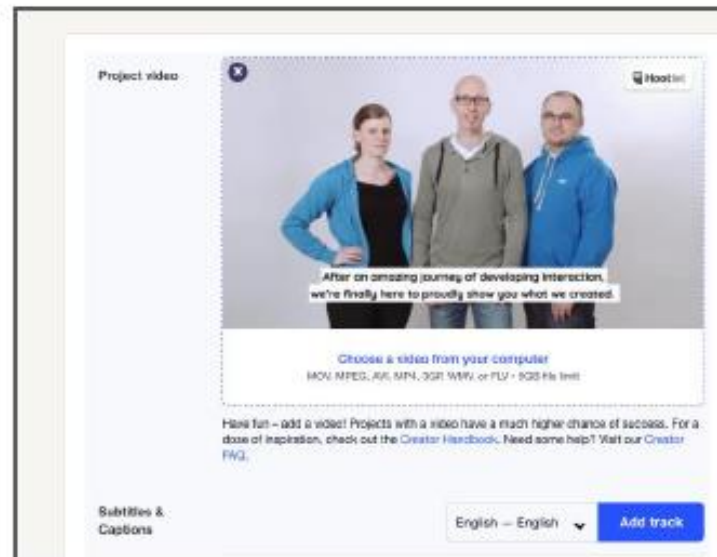 Project video
Hootlet
After an amazing journey of developing Interaction,
we're finally here to proudly show you what we created.
Choose a video from your computer
MOV, MPEG, AVI, MP4, 3GP, WMV, or FLV • 5GB file limit
Have fun – add a video! Projects with a video have a much higher chance of success. For a
dose of inspiration, check out the Creator Handbook. Need some help? Visit our Creator
FAQ.
Subtitles &
Captions
English — English
Add track